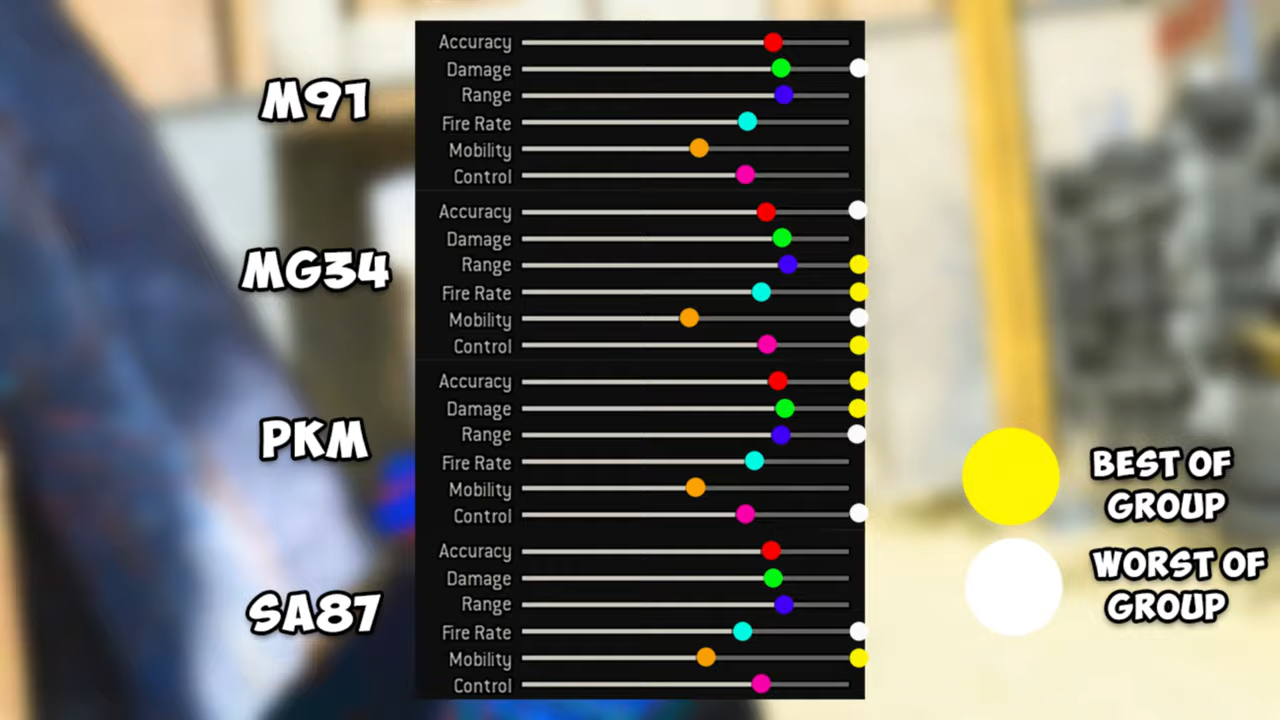 M91
Accuracy
Damage
Range
Fire Rate
Mobility
Control
MG34
Accuracy
Damage
Range
Fire Rate
Mobility
Control
PKM
Accuracy
Damage
Range
Fire Rate
Mobility
Control
SA87
Accuracy
Damage
Range
Fire Rate
Mobility
Control
BEST OF
GROUP
WORST OF
GROUP